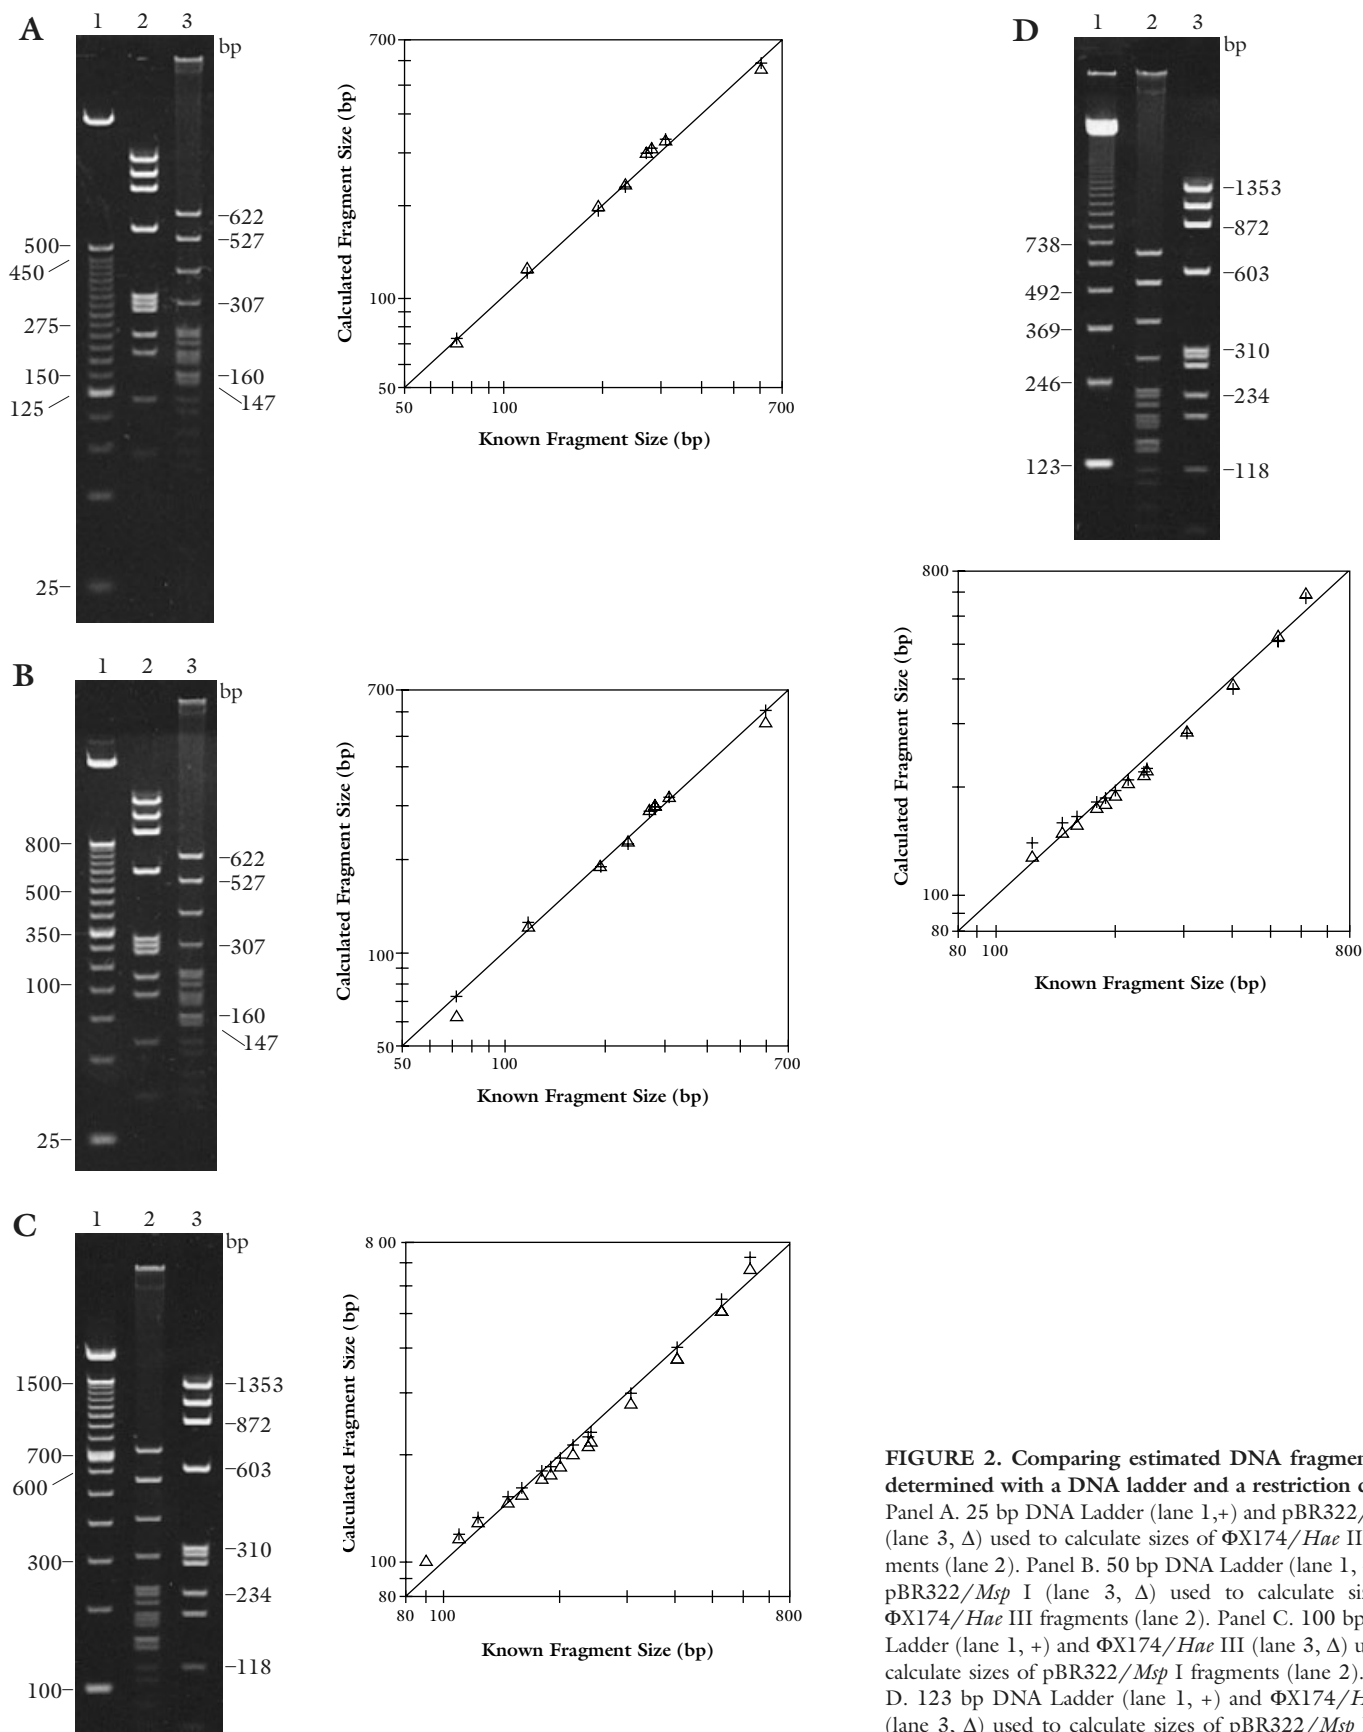 A
1 2 3
bp
622
527
500
450
307
275
160
150
147
125
25
700
100
50
50 100 700
Calculated Fragment Size (bp)
Known Fragment Size (bp)
B
1 2 3
bp
800
622
527
500
350
307
100
160
147
25
700
100
50
50 100 700
Calculated Fragment Size (bp)
Known Fragment Size (bp)
C
1 2 3
bp
1500
1353
872
700
603
600
310
300
234
118
100
8 00
100
80
80 100 800
Calculated Fragment Size (bp)
Known Fragment Size (bp)
D
1 2 3
bp
1353
872
738
603
492
369
310
246
234
123
118
800
100
80
80 100 800
Calculated Fragment Size (bp)
Known Fragment Size (bp)
FIGURE 2. Comparing estimated DNA fragmen
determined with a DNA ladder and a restriction
Panel A. 25 bp DNA Ladder (lane 1,+) and pBR322/
(lane 3, Δ) used to calculate sizes of ΦX174/Hae II
ments (lane 2). Panel B. 50 bp DNA Ladder (lane 1,
pBR322/Msp I (lane 3, Δ) used to calculate si
ΦX174/Hae III fragments (lane 2). Panel C. 100 bp
Ladder (lane 1, +) and ΦX174/Hae III (lane 3, Δ) u
calculate sizes of pBR322/Msp I fragments (lane 2).
D. 123 bp DNA Ladder (lane 1, +) and ΦX174/H
(lane 3, Δ) used to calculate sizes of pBR322/Msp